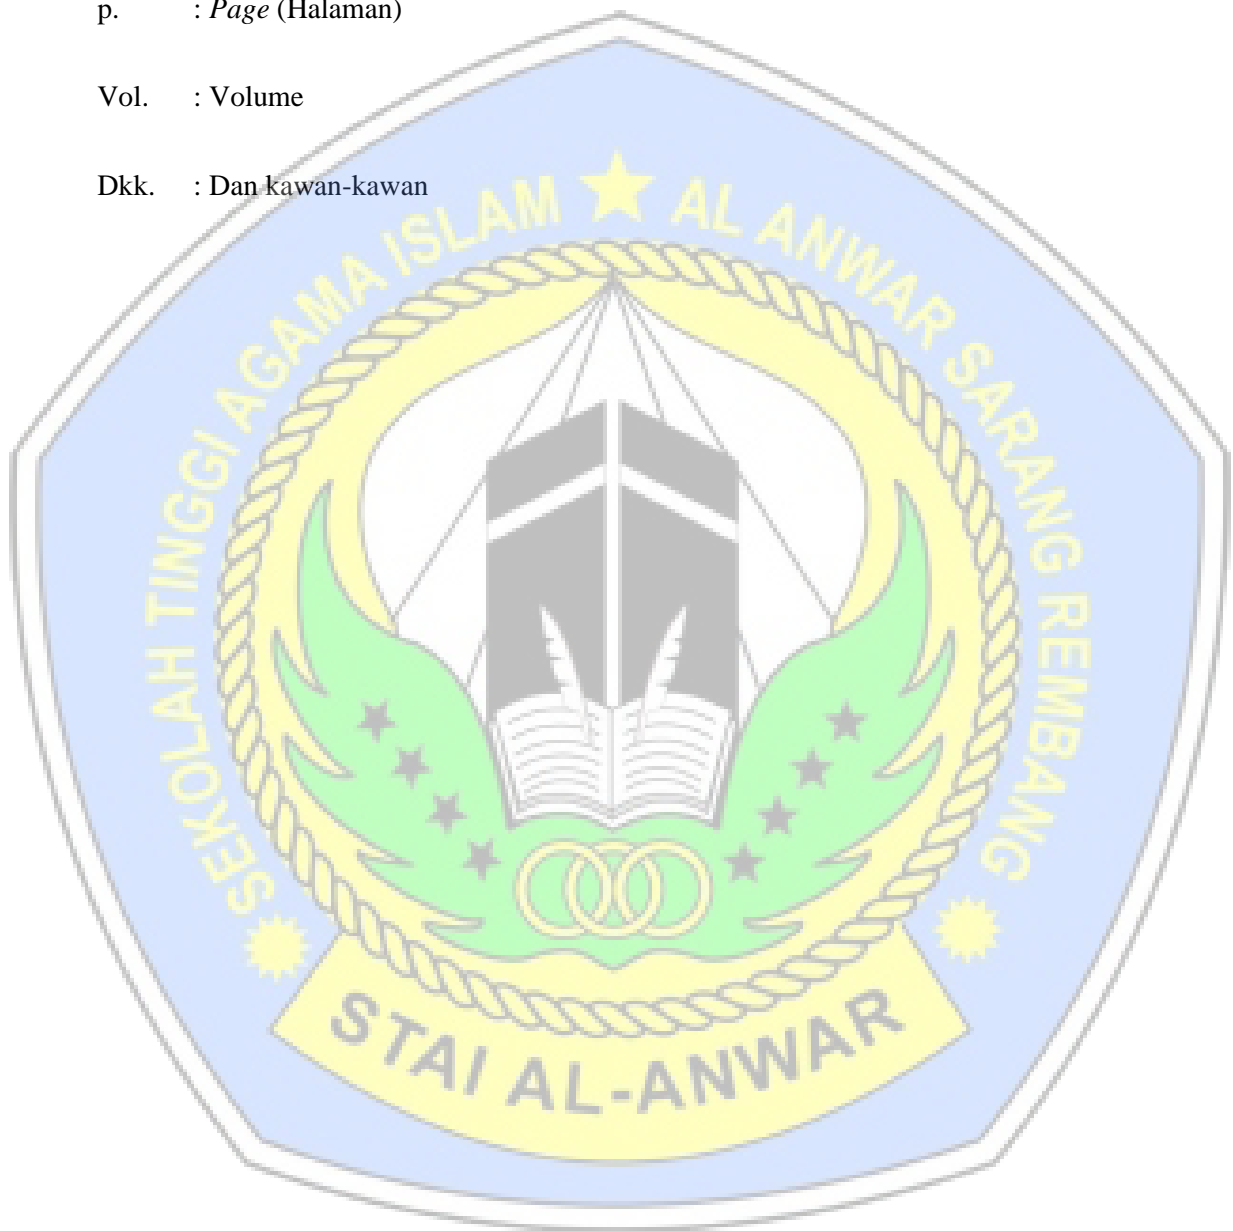 p. : Page (Halaman)
Vol. : Volume
Dkk. : Dan kawan-kawan
SEKOLAH TINGGI AGAMA ISLAM ★ AL ANWAR SARANG REMBANG
STAI AL-ANWAR